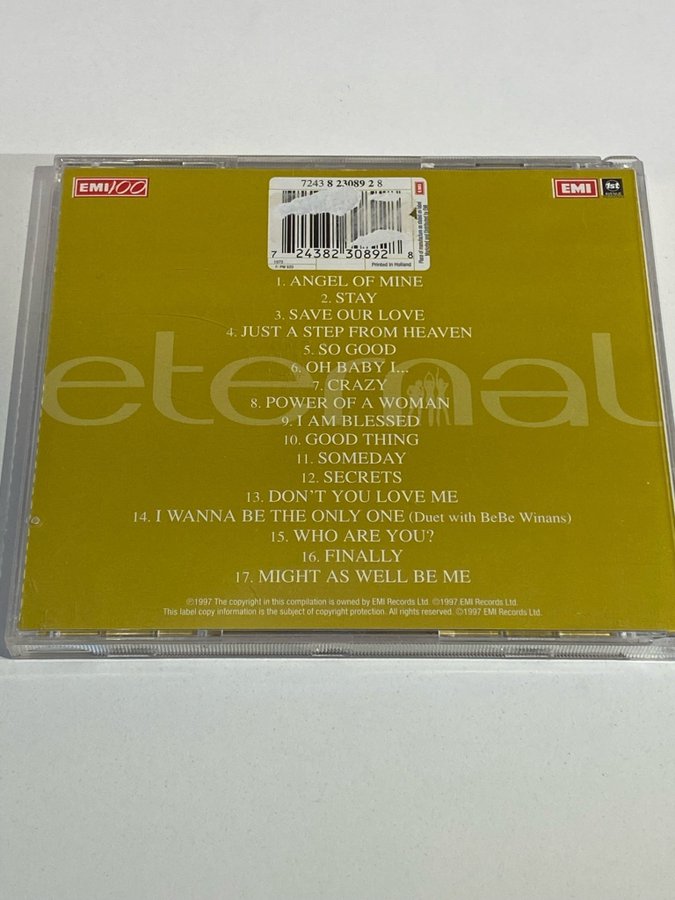 EMI100
7243 8 23089 2 8
EMI
1st
AVENUE
7 24382 30892 8
Printed in Holland
1. ANGEL OF MINE
2. STAY
3. SAVE OUR LOVE
4. JUST A STEP FROM HEAVEN
5. SO GOOD
6. OH BABY I...
7. CRAZY
8. POWER OF A WOMAN
9. I AM BLESSED
10. GOOD THING
11. SOMEDAY
12. SECRETS
13. DON'T YOU LOVE ME
14. I WANNA BE THE ONLY ONE (Duet with BeBe Winans)
15. WHO ARE YOU?
16. FINALLY
17. MIGHT AS WELL BE ME
eternal
℗1997 The copyright in this compilation is owned by EMI Records Ltd. ©1997 EMI Records Ltd.
This label copy information is the subject of copyright protection. All rights reserved. ©1997 EMI Records Ltd.